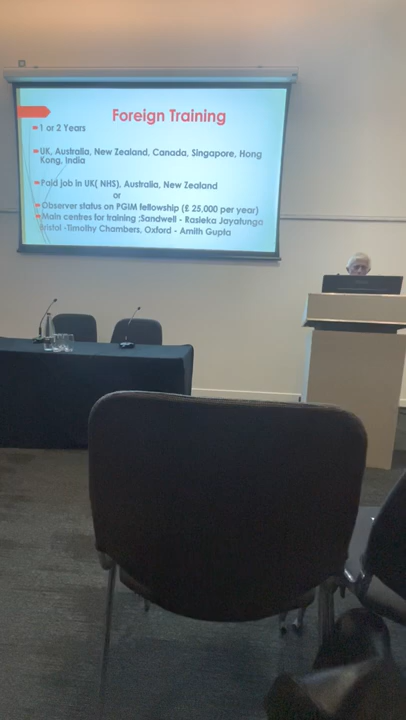 Foreign Training
1 or 2 Years
UK, Australia, New Zealand, Canada, Singapore, Hong
Kong, India
Paid job in UK( NHS), Australia, New Zealand
or
Observer status on PGIM fellowship (£ 25,000 per year)
Main centres for training :Sandwell - Rasieka Jayatunga
Bristol -Timothy Chambers, Oxford - Amith Gupta